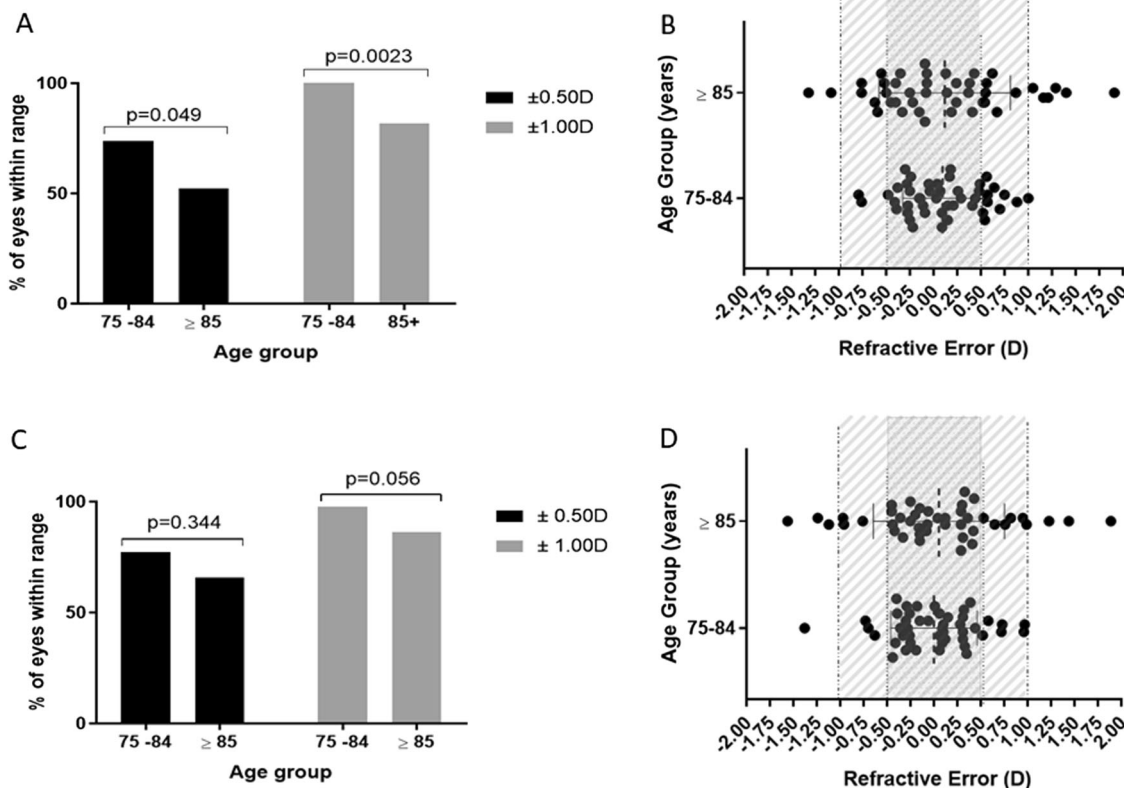 A
p=0.0023
p=0.049
±0.50D
±1.00D
% of eyes within range
100
50
0
75 -84
≥ 85
75 -84
85+
Age group
B
Age Group (years)
≥ 85
75-84
-2.00
-1.75
-1.50
-1.25
-1.00
-0.75
-0.50
-0.25
0.00
0.25
0.50
0.75
1.00
1.25
1.50
1.75
2.00
Refractive Error (D)
C
p=0.056
p=0.344
± 0.50D
± 1.00D
% of eyes within range
100
50
0
75 -84
≥ 85
75 -84
≥ 85
Age group
D
Age Group (years)
≥ 85
75-84
-2.00
-1.75
-1.50
-1.25
-1.00
-0.75
-0.50
-0.25
0.00
0.25
0.50
0.75
1.00
1.25
1.50
1.75
2.00
Refractive Error (D)